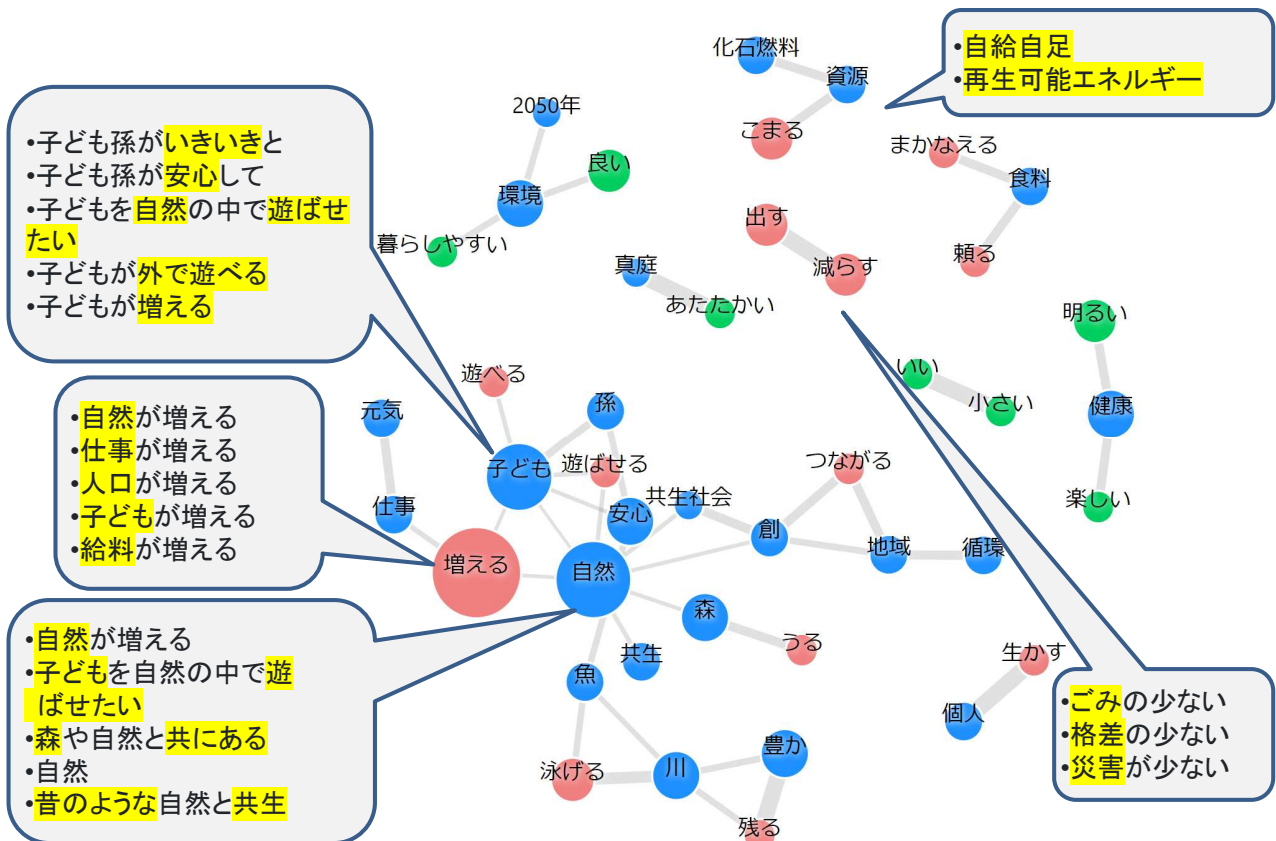 •子ども孫がいきいきと
•子ども孫が安心して
•子どもを自然の中で遊ばせ
たい
•子どもが外で遊べる
•子どもが増える
•自然が増える
•仕事が増える
•人口が増える
•子どもが増える
•給料が増える
•自然が増える
•子どもを自然の中で遊
ばせたい
•森や自然と共にある
•自然
•昔のような自然と共生
•自給自足
•再生可能エネルギー
•ごみの少ない
•格差の少ない
•災害が少ない
化石燃料
資源
こまる
2050年
良い
環境
暮らしやすい
まかなえる
食料
頼る
出す
減らす
真庭
あたたかい
明るい
健康
楽しい
いい
小さい
遊べる
元気
孫
子ども
遊ばせる
仕事
安心
共生社会
つながる
創
地域
循環
増える
自然
森
うる
共生
魚
生かす
個人
泳げる
川
豊か
残る